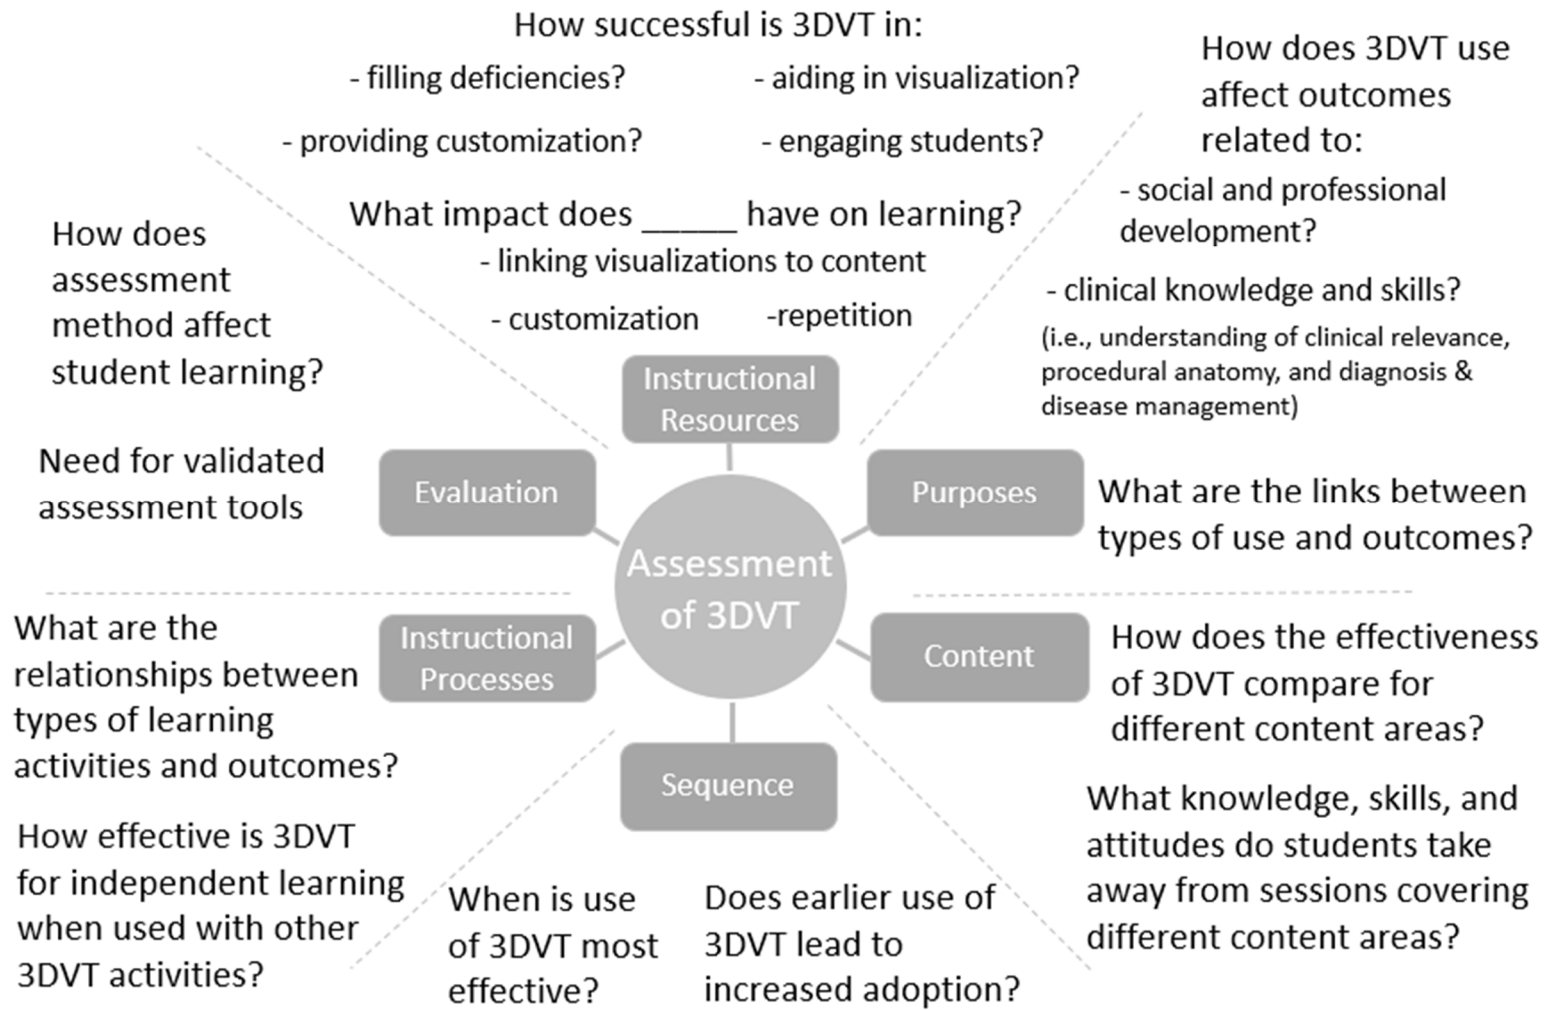 How successful is 3DVT in:
- filling deficiencies?
- aiding in visualization?
- providing customization?
- engaging students?
What impact does _____ have on learning?
- linking visualizations to content
- customization
-repetition
Instructional
Resources
How does 3DVT use
affect outcomes
related to:
- social and professional
development?
- clinical knowledge and skills?
(i.e., understanding of clinical relevance,
procedural anatomy, and diagnosis &
disease management)
Purposes
What are the links between
types of use and outcomes?
How does
assessment
method affect
student learning?
Need for validated
assessment tools
Evaluation
Assessment
of 3DVT
What are the
relationships between
types of learning
activities and outcomes?
Instructional
Processes
How effective is 3DVT
for independent learning
when used with other
3DVT activities?
Content
How does the effectiveness
of 3DVT compare for
different content areas?
What knowledge, skills, and
attitudes do students take
away from sessions covering
different content areas?
Sequence
When is use
of 3DVT most
effective?
Does earlier use of
3DVT lead to
increased adoption?